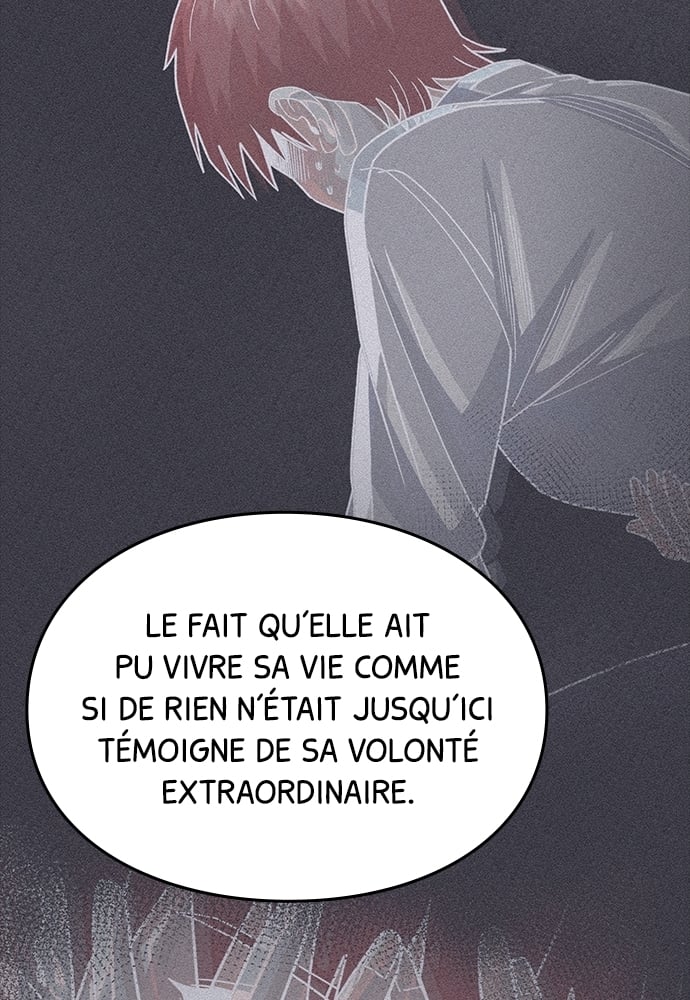 LE FAIT QU'ELLE AIT
PU VIVRE SA VIE COMME
SI DE RIEN N'ÉTAIT JUSQU'ICI
TÉMOIGNE DE SA VOLONTÉ
EXTRAORDINAIRE.